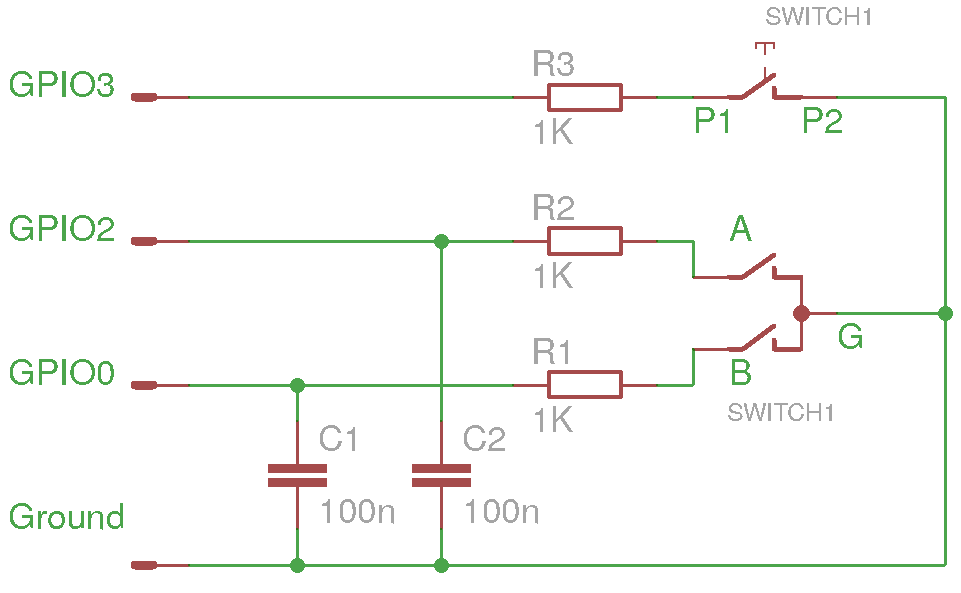 SWITCH1
R3
GPIO3
P1 P2
1K
R2
GPIO2
A
1K
R1
G
GPIO0
B
1K
SWITCH1
C1 C2
100n 100n
Ground